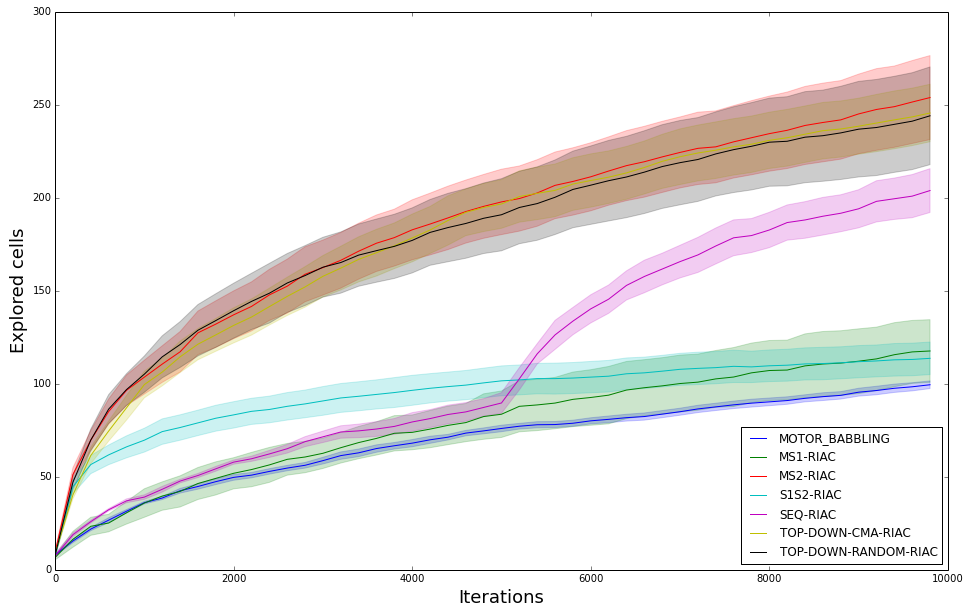 300
250
200
150
100
50
0
Explored cells
0 2000 4000 6000 8000 10000
Iterations
MOTOR_BABBLING
MS1-RIAC
MS2-RIAC
S1S2-RIAC
SEQ-RIAC
TOP-DOWN-CMA-RIAC
TOP-DOWN-RANDOM-RIAC